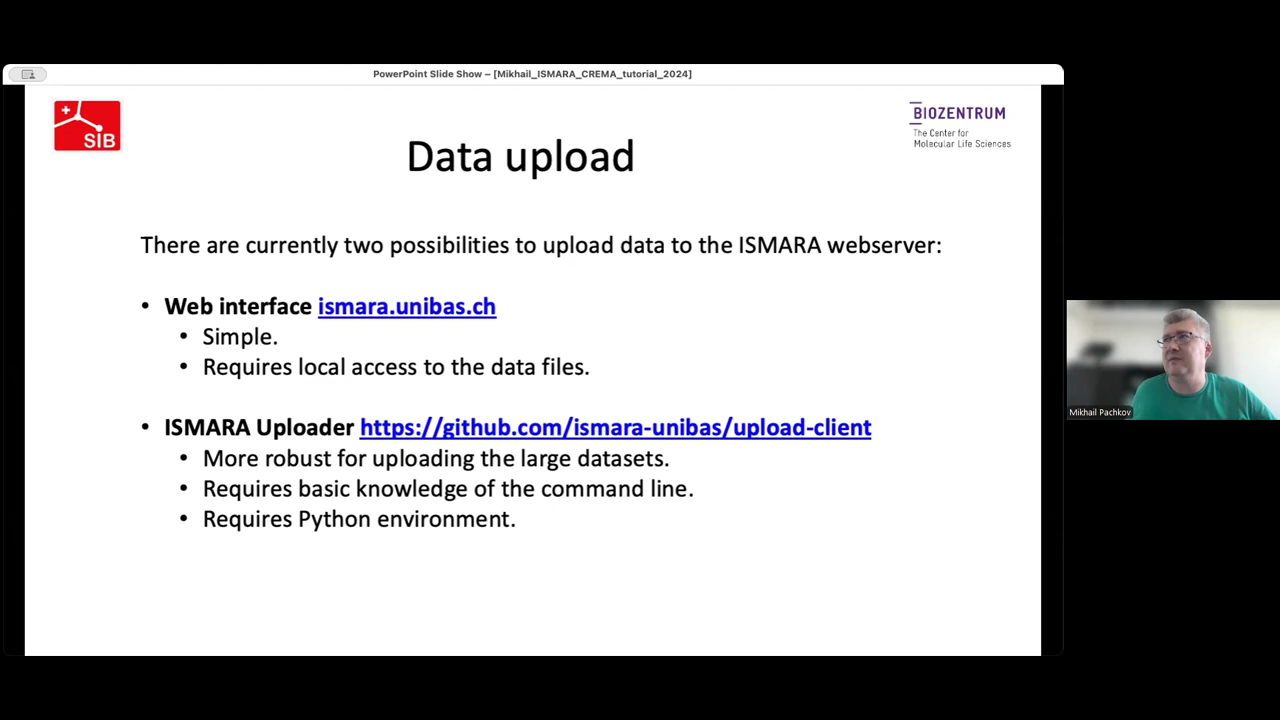 PowerPoint Slide Show – [Mikhail_ISMARA_CREMA_tutorial_2024]
SIB
BIOZENTRUM
The Center for
Molecular Life Sciences
Data upload
There are currently two possibilities to upload data to the ISMARA webserver:
• Web interface ismara.unibas.ch
• Simple.
• Requires local access to the data files.
• ISMARA Uploader https://github.com/ismara-unibas/upload-client
• More robust for uploading the large datasets.
• Requires basic knowledge of the command line.
• Requires Python environment.
Mikhail Pachkov